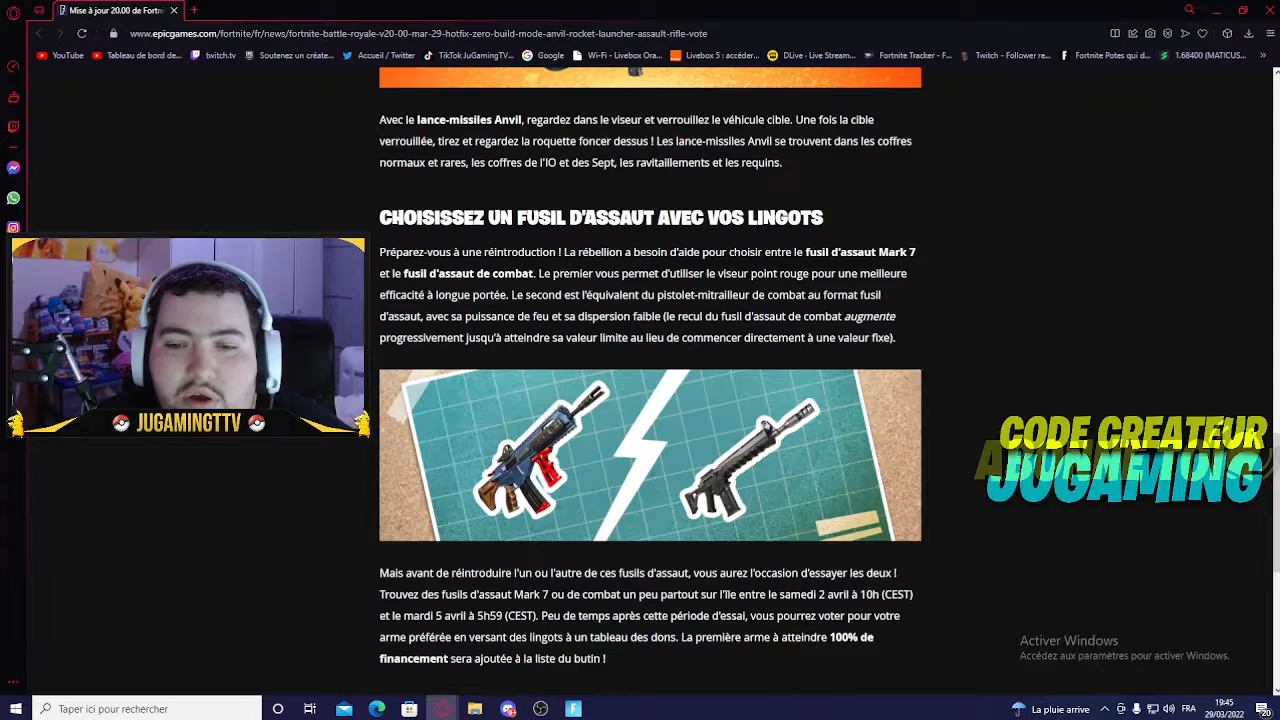 Mise à jour 20.00 de Fortn
www.epicgames.com/fortnite/fr/news/fortnite-battle-royale-v20-00-mar-29-hotfix-zero-build-mode-anvil-rocket-launcher-assault-rifle-vote
YouTube
Tableau de bord de...
twitch.tv
Soutenez un créate...
Accueil / Twitter
TikTok JuGamingTV...
Google
Wi-Fi - Livebox Ora...
Livebox 5 : accéder...
DLive · Live Stream...
Fortnite Tracker - F...
Twitch - Follower re...
Fortnite Potes qui d...
1.68400 (MATICUS...
Avec le lance-missiles Anvil, regardez dans le viseur et verrouillez le véhicule cible. Une fois la cible
verrouillée, tirez et regardez la roquette foncer dessus ! Les lance-missiles Anvil se trouvent dans les coffres
normaux et rares, les coffres de l'IO et des Sept, les ravitaillements et les requins.
CHOISISSEZ UN FUSIL D'ASSAUT AVEC VOS LINGOTS
Préparez-vous à une réintroduction ! La rébellion a besoin d'aide pour choisir entre le fusil d'assaut Mark 7
et le fusil d'assaut de combat. Le premier vous permet d'utiliser le viseur point rouge pour une meilleure
efficacité à longue portée. Le second est l'équivalent du pistolet-mitrailleur de combat au format fusil
d'assaut, avec sa puissance de feu et sa dispersion faible (le recul du fusil d'assaut de combat augmente
progressivement jusqu'à atteindre sa valeur limite au lieu de commencer directement à une valeur fixe).
JUGAMINGTTV
CODE CREATEUR
JUGAMING
Mais avant de réintroduire l'un ou l'autre de ces fusils d'assaut, vous aurez l'occasion d'essayer les deux !
Trouvez des fusils d'assaut Mark 7 ou de combat un peu partout sur l'île entre le samedi 2 avril à 10h (CEST)
et le mardi 5 avril à 5h59 (CEST). Peu de temps après cette période d'essai, vous pourrez voter pour votre
arme préférée en versant des lingots à un tableau des dons. La première arme à atteindre 100% de
financement sera ajoutée à la liste du butin !
Activer Windows
Accédez aux paramètres pour activer Windows.
Taper ici pour rechercher
La pluie arrive
FRA
19:45
29/03/2022
20